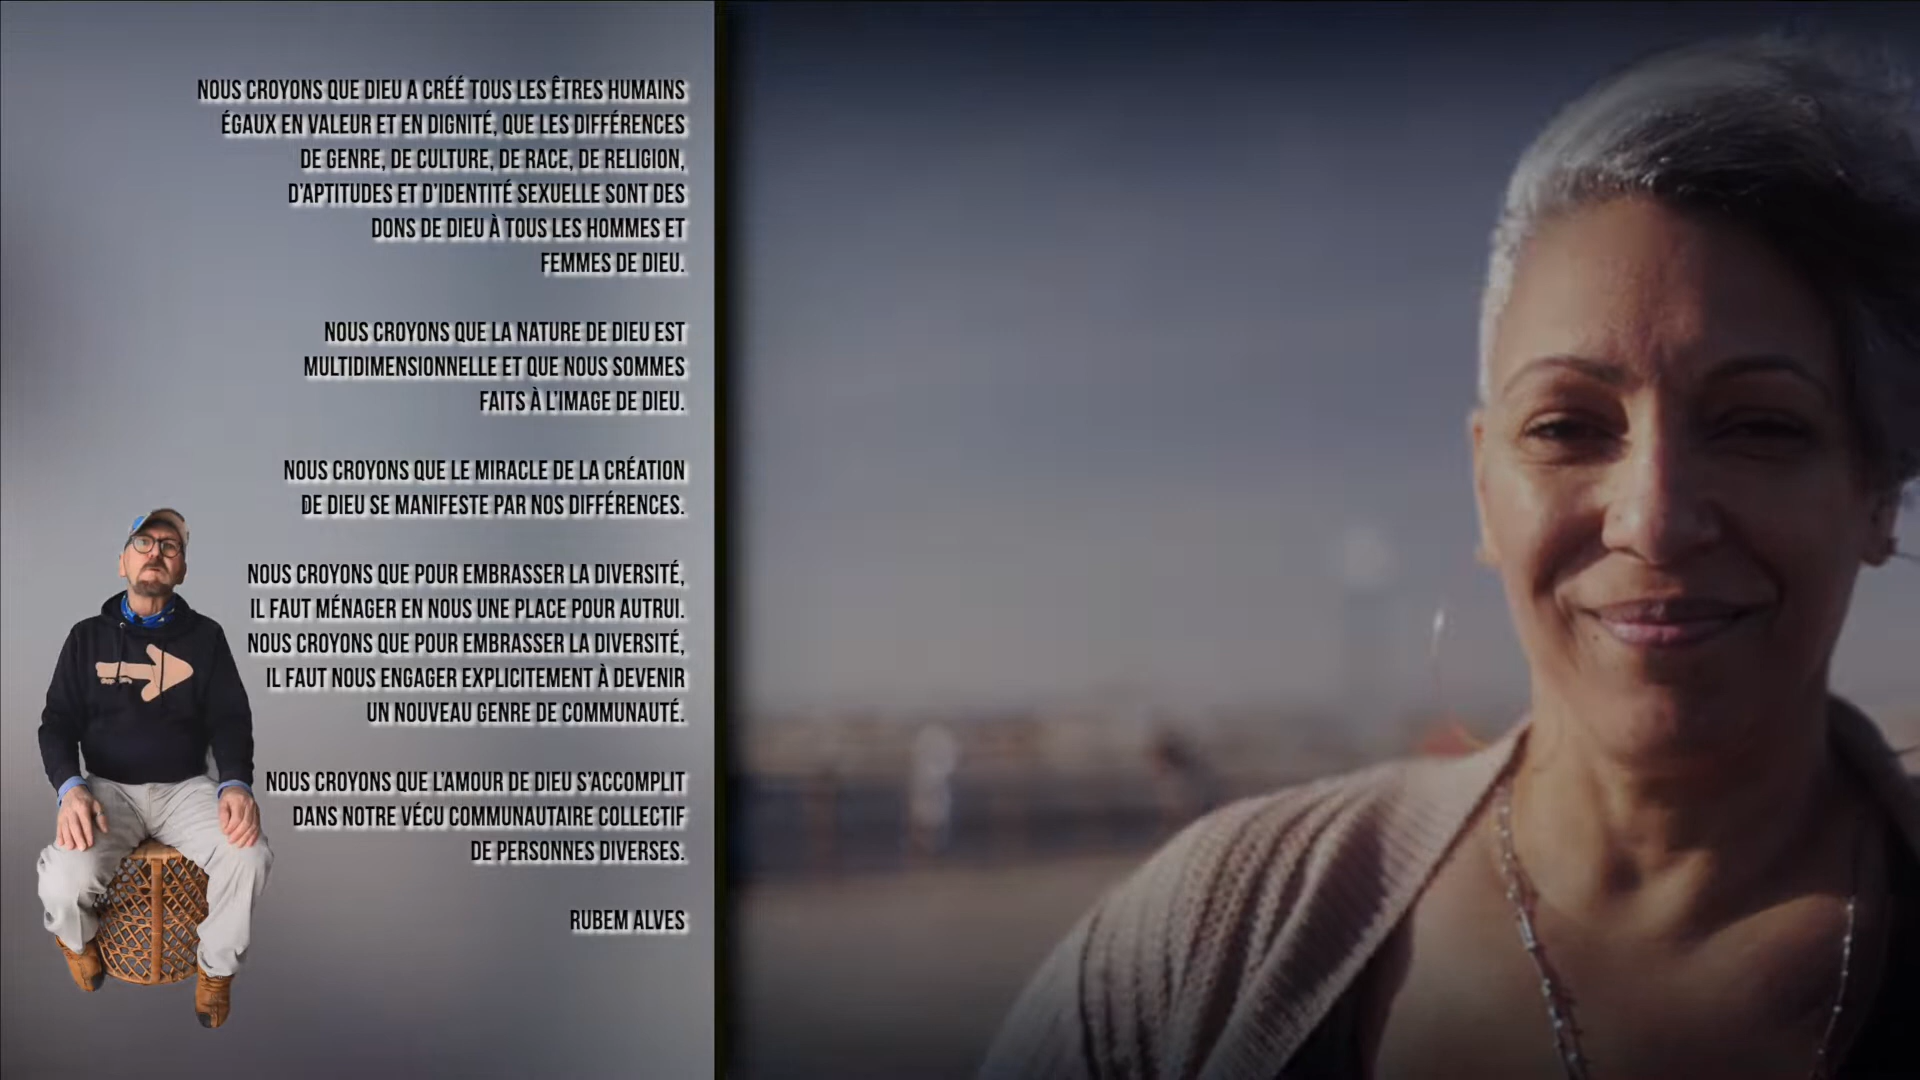 NOUS CROYONS QUE DIEU A CRÉÉ TOUS LES ÊTRES HUMAINS
ÉGAUX EN VALEUR ET EN DIGNITÉ, QUE LES DIFFÉRENCES
DE GENRE, DE CULTURE, DE RACE, DE RELIGION,
D'APTITUDES ET D'IDENTITÉ SEXUELLE SONT DES
DONS DE DIEU À TOUS LES HOMMES ET
FEMMES DE DIEU.
NOUS CROYONS QUE LA NATURE DE DIEU EST
MULTIDIMENSIONNELLE ET QUE NOUS SOMMES
FAITS À L'IMAGE DE DIEU.
NOUS CROYONS QUE LE MIRACLE DE LA CRÉATION
DE DIEU SE MANIFESTE PAR NOS DIFFÉRENCES.
NOUS CROYONS QUE POUR EMBRASSER LA DIVERSITÉ,
IL FAUT MÉNAGER EN NOUS UNE PLACE POUR AUTRUI.
NOUS CROYONS QUE POUR EMBRASSER LA DIVERSITÉ,
IL FAUT NOUS ENGAGER EXPLICITEMENT À DEVENIR
UN NOUVEAU GENRE DE COMMUNAUTÉ.
NOUS CROYONS QUE L'AMOUR DE DIEU S'ACCOMPLIT
DANS NOTRE VÉCU COMMUNAUTAIRE COLLECTIF
DE PERSONNES DIVERSES.
RUBEM ALVES